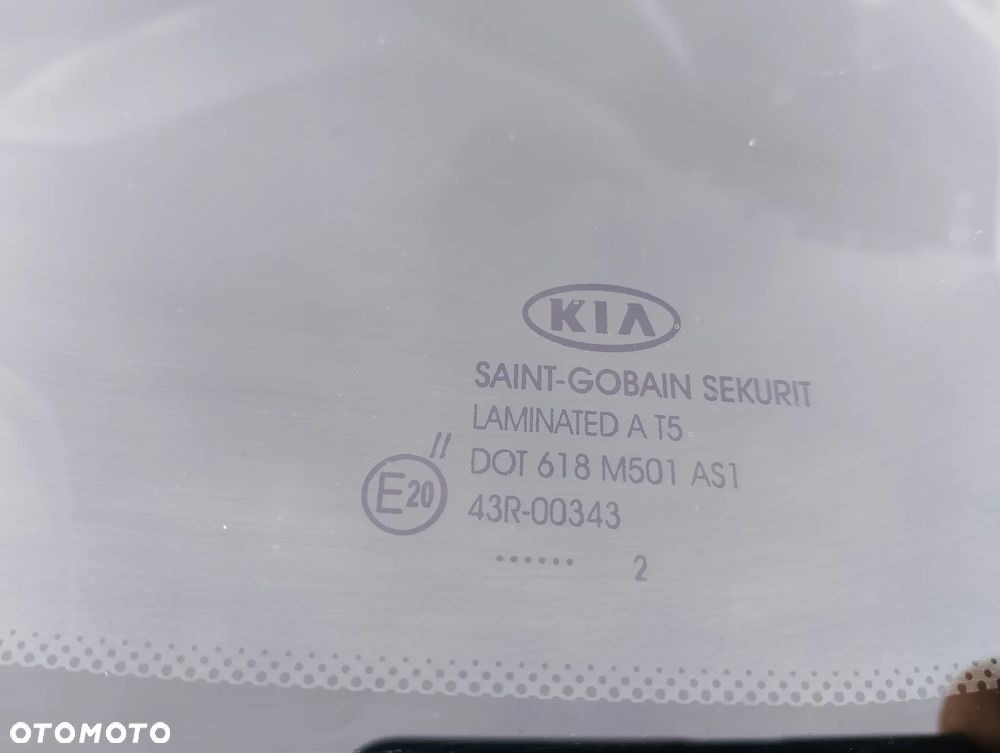 KIA
SAINT-GOBAIN SEKURIT
LAMINATED A T5
// DOT 618 M501 AS1
E20 43R-00343
...... 2
OTOMOTO